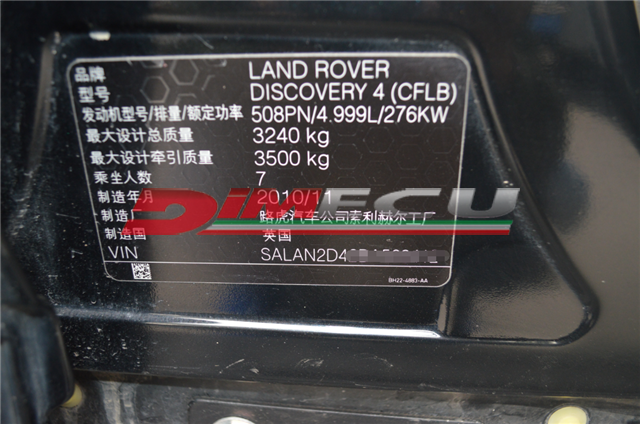 品牌 LAND ROVER
型号 DISCOVERY 4 (CFLB)
发动机型号/排量/额定功率 508PN/4.999L/276KW
最大设计总质量 3240 kg
最大设计牵引质量 3500 kg
乘坐人数 7
制造年月 2010/11
DIMECU
制造厂 路虎汽车公司索利赫尔工厂
制造国 英国
VIN SALAN2D4
BH22-4883-AA